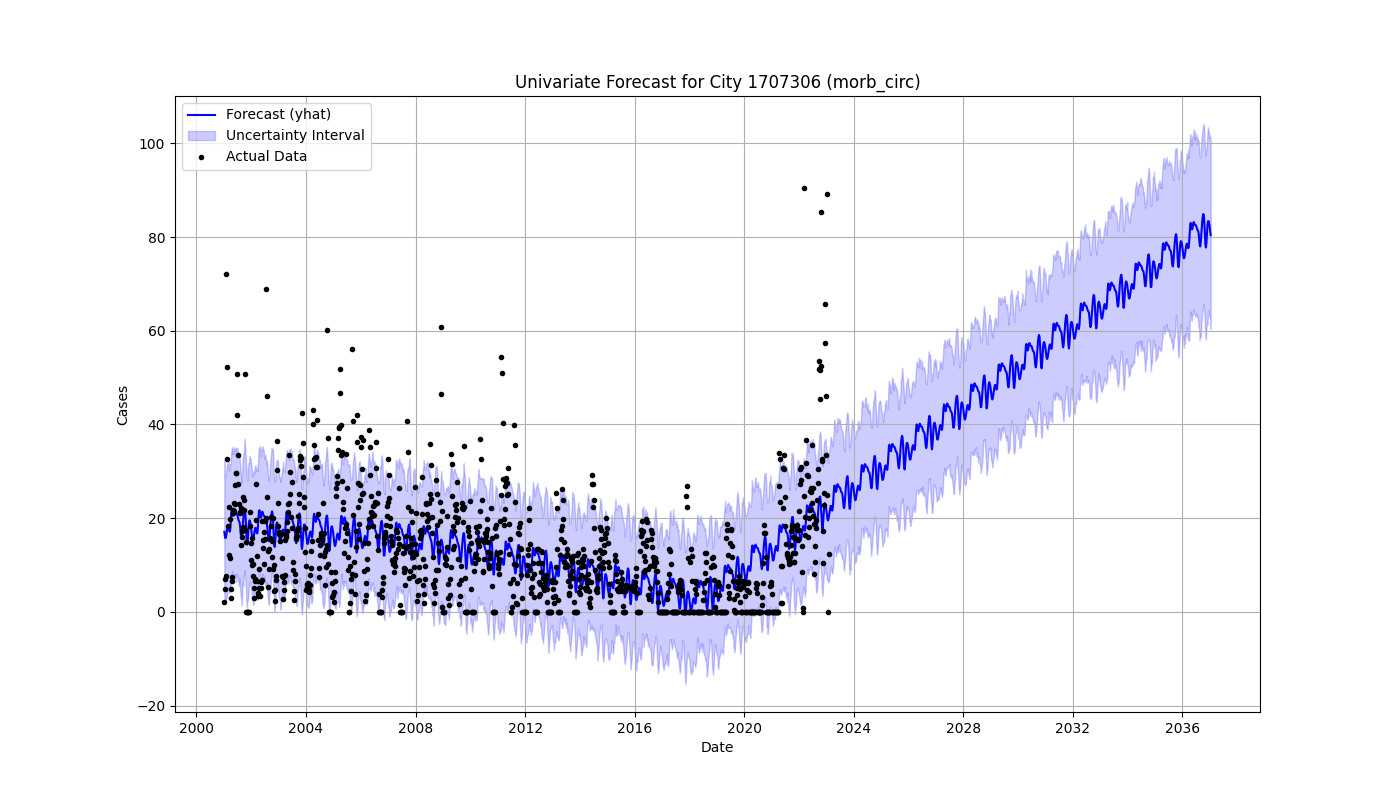 Univariate Forecast for City 1707306 (morb_circ)
Forecast (yhat)
Uncertainty Interval
Actual Data
Cases
100
80
60
40
20
0
−20
2000 2004 2008 2012 2016 2020 2024 2028 2032 2036
Date